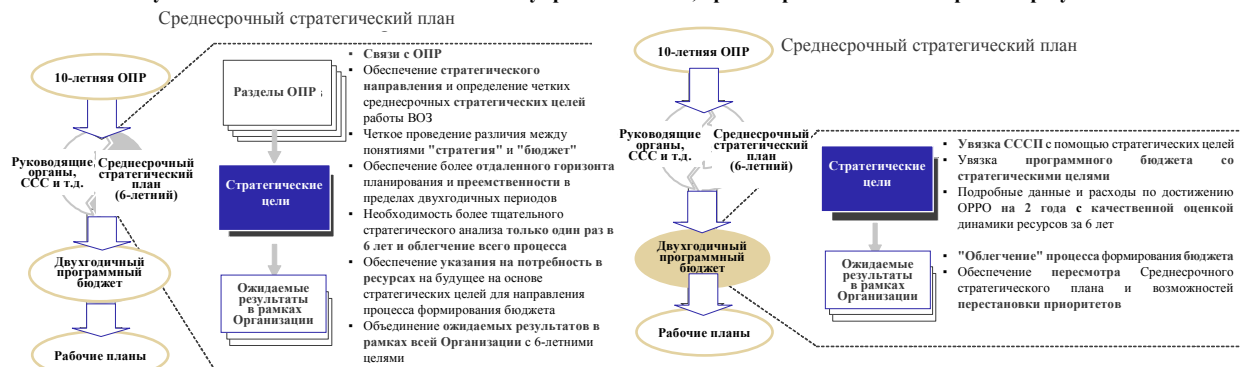 Среднесрочный стратегический план
10-летняя ОПР
Руководящие
органы,
ССС и т.д.
Среднесрочный
стратегический
план
(6-летний)
Двухгодичный
программный
бюджет
Рабочие планы
Разделы ОПР
Стратегические
цели
Ожидаемые
результаты
в рамках
Организации
▪ Связи с ОПР
▪ Обеспечение стратегического
направления и определение четких
среднесрочных стратегических целей
работы ВОЗ
▪ Четкое проведение различия между
понятиями "стратегия" и "бюджет"
▪ Обеспечение более отдаленного горизонта
планирования и преемственности в
пределах двухгодичных периодов
▪ Необходимость более тщательного
стратегического анализа только один раз в
6 лет и облегчение всего процесса
▪ Обеспечение указания на потребность в
ресурсах на будущее на основе
стратегических целей для направления
процесса формирования бюджета
▪ Объединение ожидаемых результатов в
рамках всей Организации с 6-летними
целями
Среднесрочный стратегический план
10-летняя ОПР
Руководящие
органы,
ССС и т.д.
Среднесрочный
стратегический
план
(6-летний)
Двухгодичный
программный
бюджет
Рабочие планы
Стратегические
цели
Ожидаемые
результаты
в рамках
Организации
▪ Увязка СССП с помощью стратегических целей
▪ Увязка программного бюджета со
стратегическими целями
▪ Подробные данные и расходы по достижению
ОРРО на 2 года с качественной оценкой
динамики ресурсов за 6 лет
▪ "Облегчение" процесса формирования бюджета
▪ Обеспечение пересмотра Среднесрочного
стратегического плана и возможностей
перестановки приоритетов